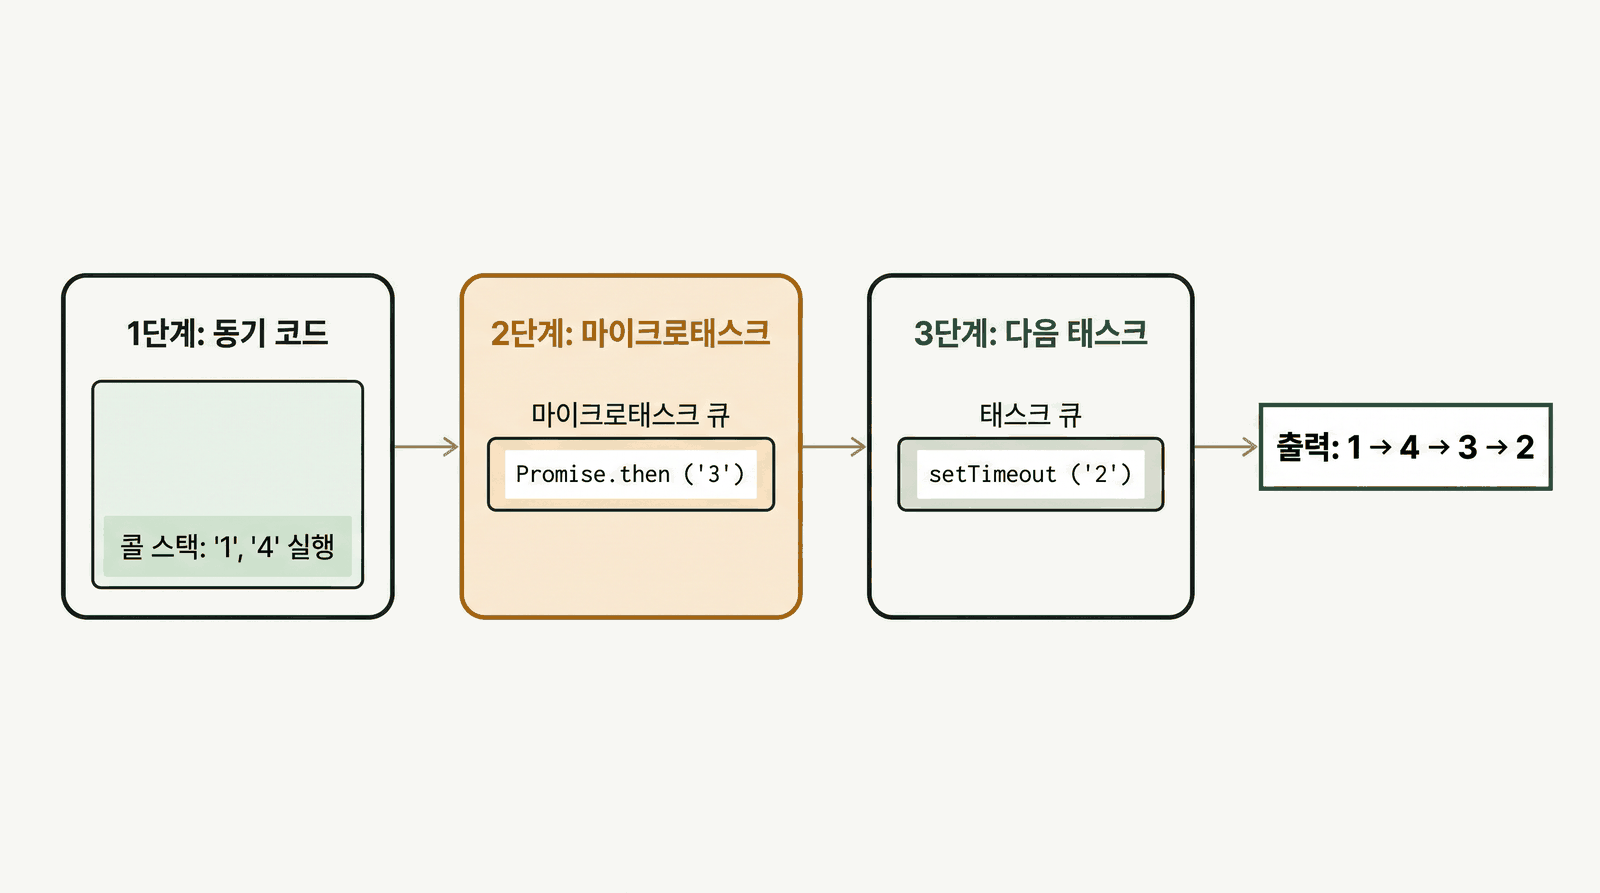 1단계: 동기 코드
콜 스택: '1', '4' 실행
2단계: 마이크로태스크
마이크로태스크 큐
Promise.then ('3')
3단계: 다음 태스크
태스크 큐
setTimeout ('2')
출력: 1 → 4 → 3 → 2